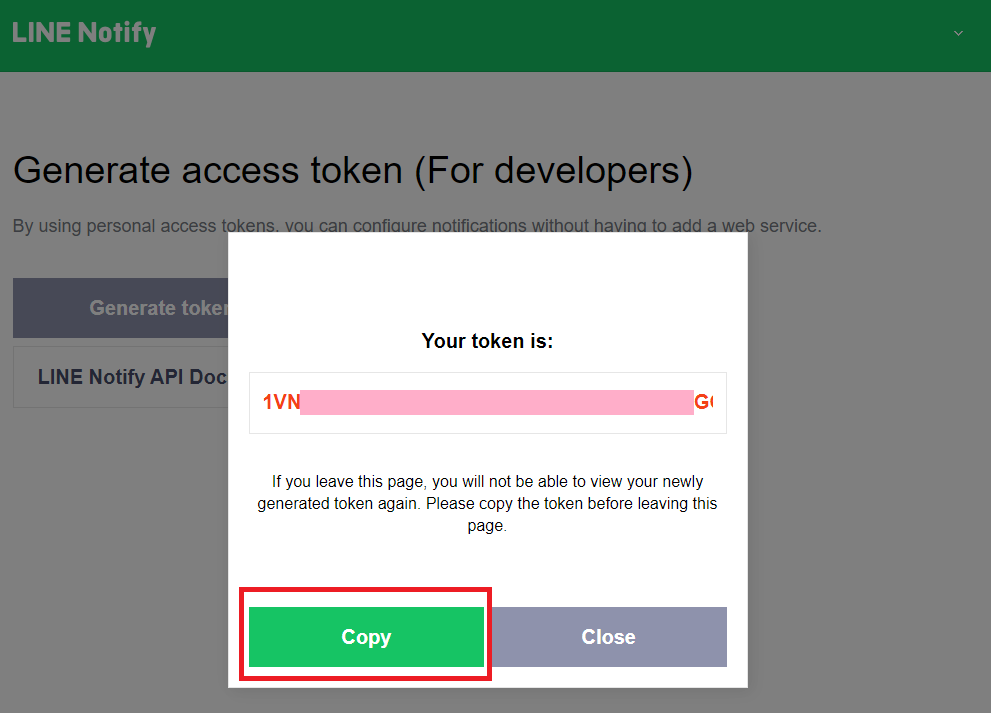 LINE Notify
Generate access token (For developers)
By using personal access tokens, you can configure notifications without having to add a web service.
Generate token
LINE Notify API Doc
Your token is:
1VN
If you leave this page, you will not be able to view your newly
generated token again. Please copy the token before leaving this
page.
Copy
Close